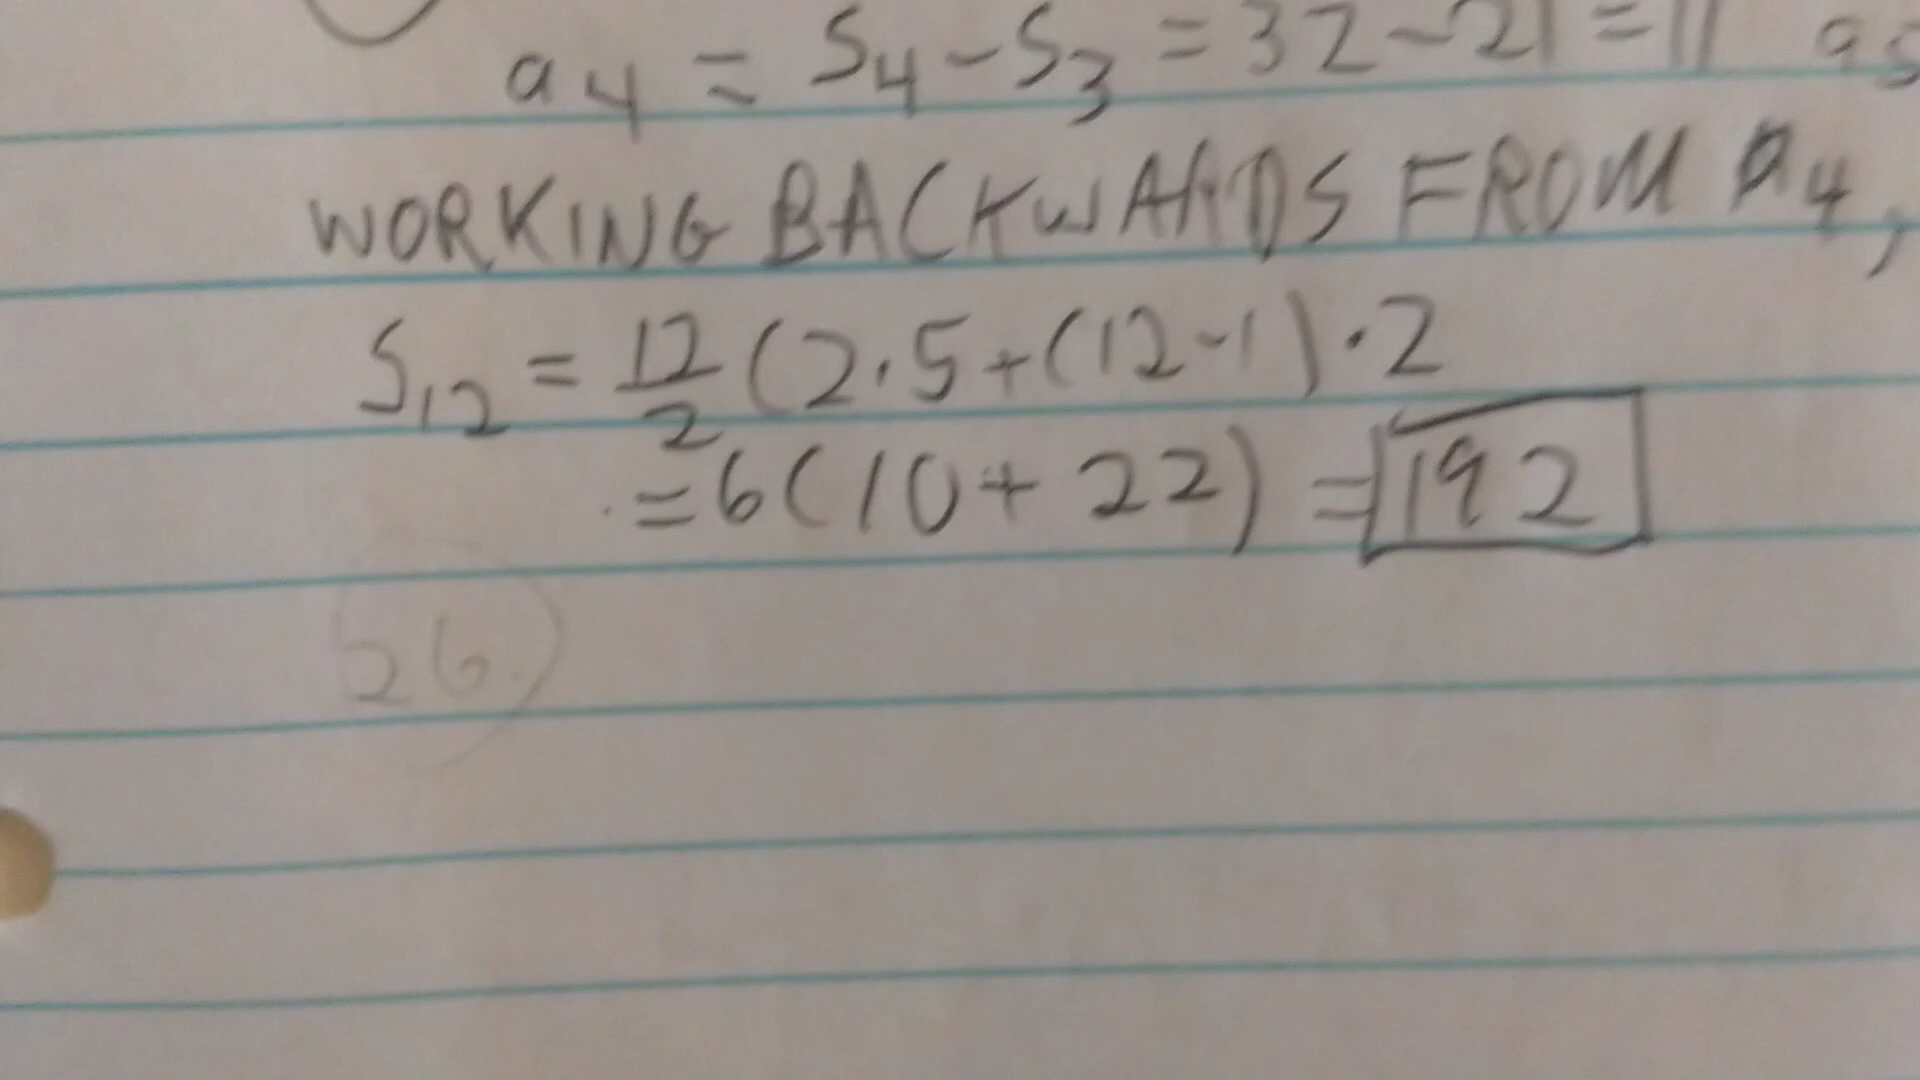 a4 = S4 - S3 = 32 - 21 = 11 a5
WORKING BACKWARDS FROM a4,
S12 = 12/2 (2·5+(12-1)·2
=6(10+22) = 192
26.)